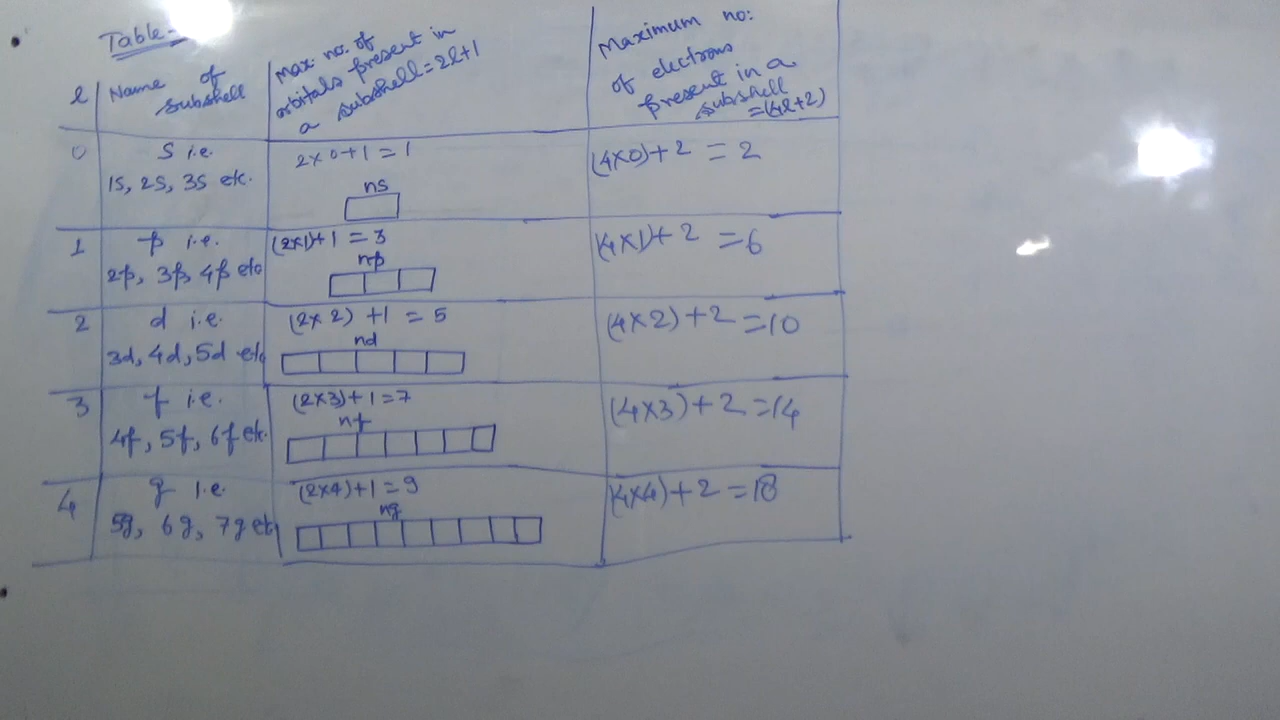 Table-
l
Name of
subshell
Max. no. of
orbitals present in
a subshell = 2l+1
Maximum no:
of electrons
present in a
subshell
=(4l+2)
0
S i.e.
1S, 2S, 3S etc.
2×0+1 = 1
ns
(4×0)+2 = 2
1
p i.e.
2p, 3p, 4p etc
(2×1)+1 = 3
np
(4×1)+2 = 6
2
d i.e.
3d, 4d, 5d etc
(2×2)+1 = 5
nd
(4×2)+2 =10
3
f i.e.
4f, 5f, 6f etc.
(2×3)+1=7
nf
(4×3)+2 =14
4
g i.e.
5g, 6g, 7g etc
(2×4)+1=9
ng
(4×4)+2 =18